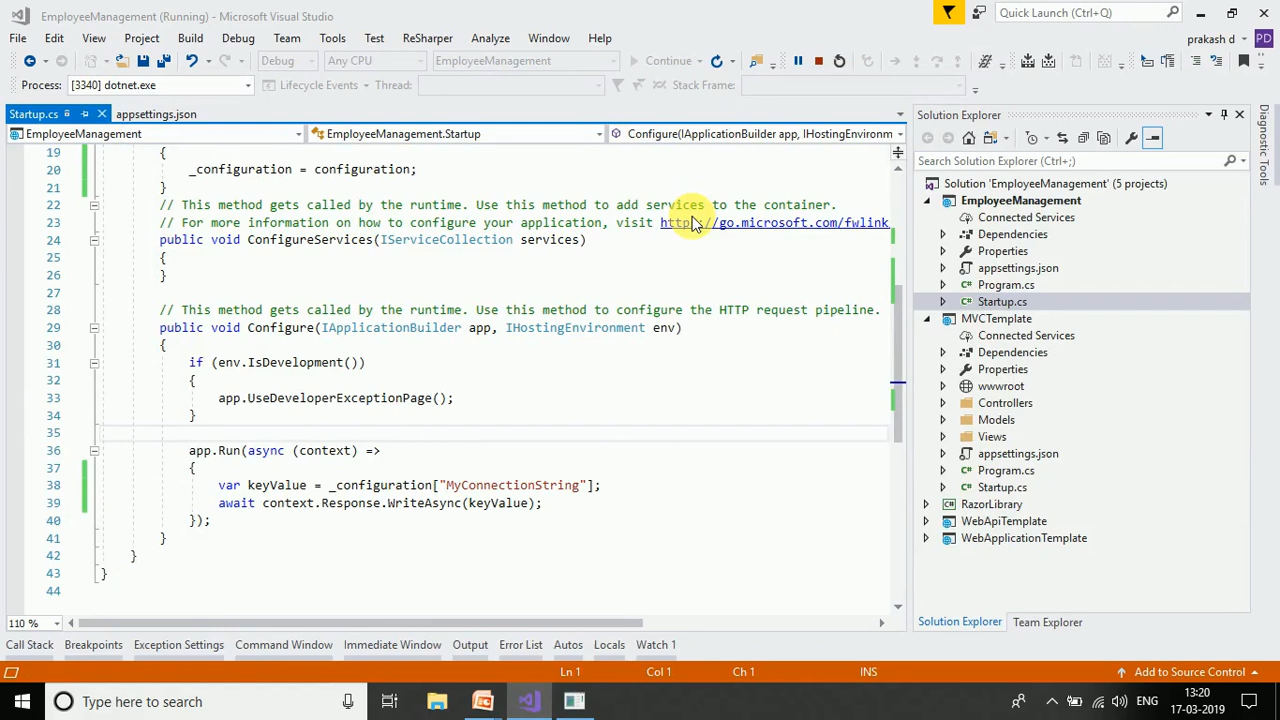 EmployeeManagement (Running) - Microsoft Visual Studio
Quick Launch (Ctrl+Q)
File Edit View Project Build Debug Team Tools Test ReSharper Analyze Window Help
prakash d PD
Debug Any CPU EmployeeManagement Continue
Process: [3340] dotnet.exe Lifecycle Events Thread: Stack Frame:
Startup.cs appsettings.json
EmployeeManagement EmployeeManagement.Startup Configure(IApplicationBuilder app, IHostingEnvironm
19 {
20 _configuration = configuration;
21 }
22 // This method gets called by the runtime. Use this method to add services to the container.
23 // For more information on how to configure your application, visit https://go.microsoft.com/fwlink
24 public void ConfigureServices(IServiceCollection services)
25 {
26 }
27
28 // This method gets called by the runtime. Use this method to configure the HTTP request pipeline.
29 public void Configure(IApplicationBuilder app, IHostingEnvironment env)
30 {
31 if (env.IsDevelopment())
32 {
33 app.UseDeveloperExceptionPage();
34 }
35
36 app.Run(async (context) =>
37 {
38 var keyValue = _configuration["MyConnectionString"];
39 await context.Response.WriteAsync(keyValue);
40 });
41 }
42 }
43 }
44
110 %
Solution Explorer
Search Solution Explorer (Ctrl+;)
Solution 'EmployeeManagement' (5 projects)
EmployeeManagement
Connected Services
Dependencies
Properties
appsettings.json
C# Program.cs
C# Startup.cs
MVCTemplate
Connected Services
Dependencies
Properties
wwwroot
Controllers
Models
Views
appsettings.json
C# Program.cs
C# Startup.cs
RazorLibrary
WebApiTemplate
WebApplicationTemplate
Solution Explorer Team Explorer
Diagnostic Tools
Call Stack Breakpoints Exception Settings Command Window Immediate Window Output Error List Autos Locals Watch 1
Ln 1 Col 1 Ch 1 INS Add to Source Control
Type here to search
ENG
13:20
17-03-2019